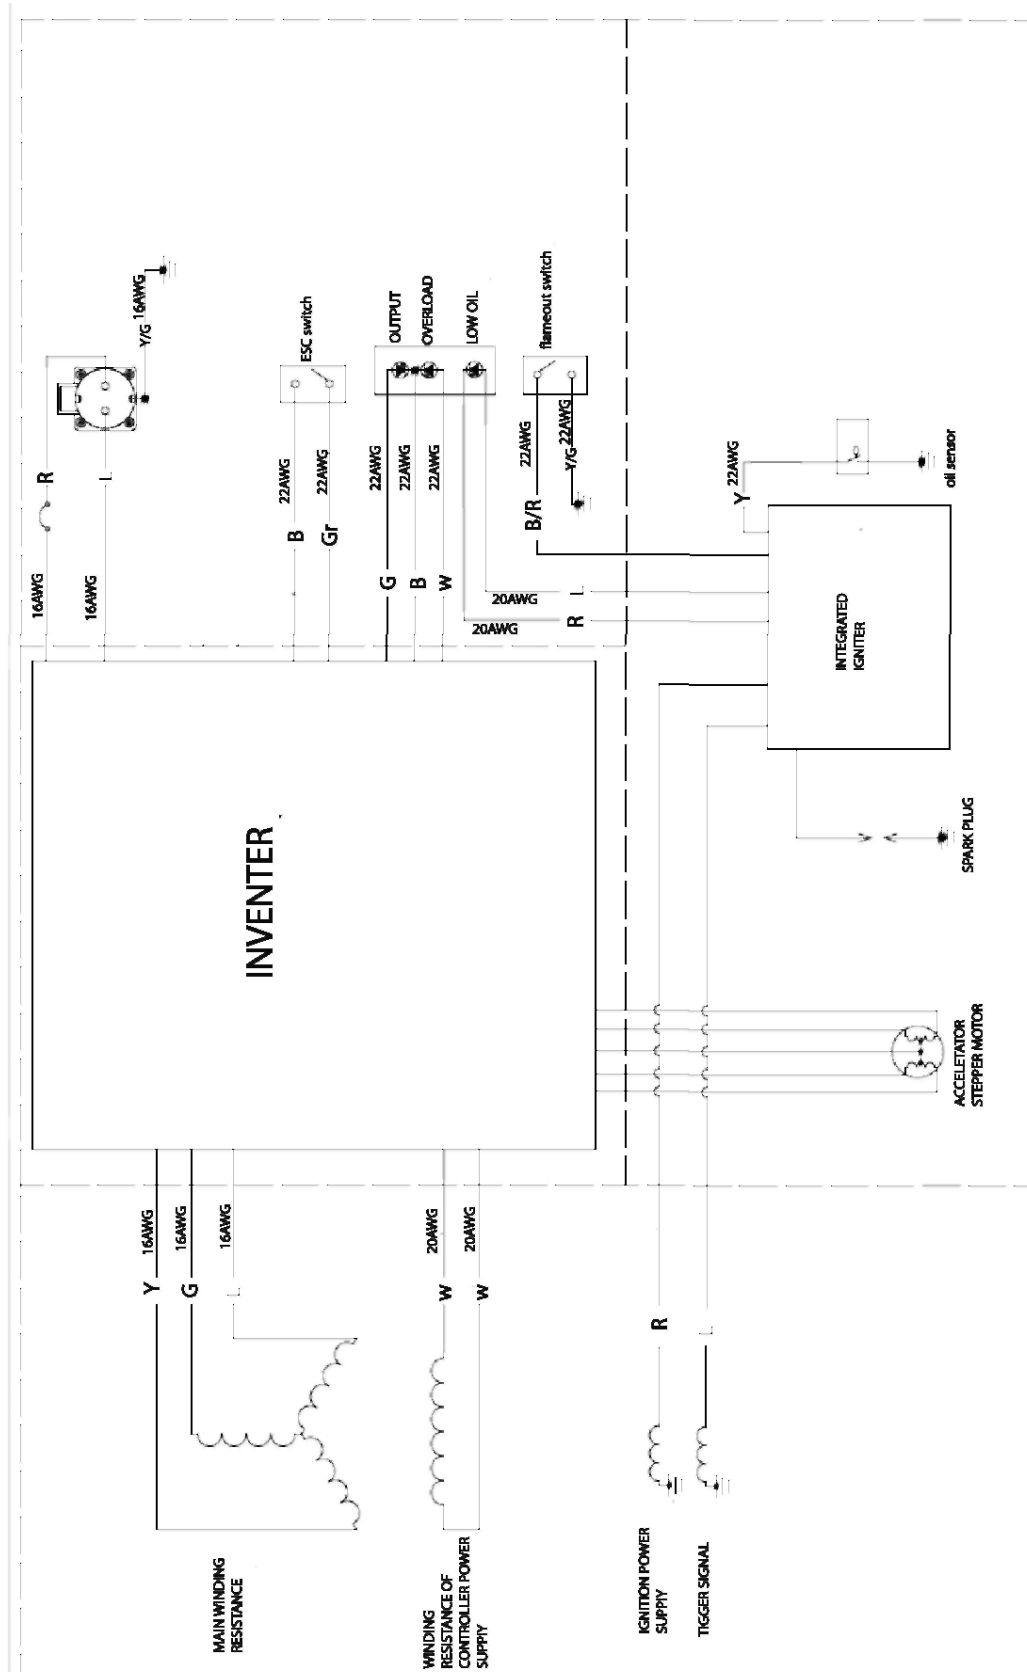 16AWG
R
16AWG
L
Y/G 16AWG
22AWG
B
22AWG
Gr
ESC switch
22AWG
G
22AWG
B
22AWG
W
OUTPUT
OVERLOAD
LOW OIL
20AWG
L
20AWG
R
22AWG
B/R
22AWG
Y/G
flameout switch
22AWG
Y
oil sensor
INTEGRATED
IGNITER
SPARK PLUG
INVENTER
ACCELETATOR
STEPPER MOTOR
16AWG
Y
16AWG
G
16AWG
L
20AWG
W
20AWG
W
R
L
MAIN WINDING
RESISTANCE
WINDING
RESISTANCE OF
CONTROLLER POWER
SUPPLY
IGNITION POWER
SUPPIY
TIGGER SIGNAL